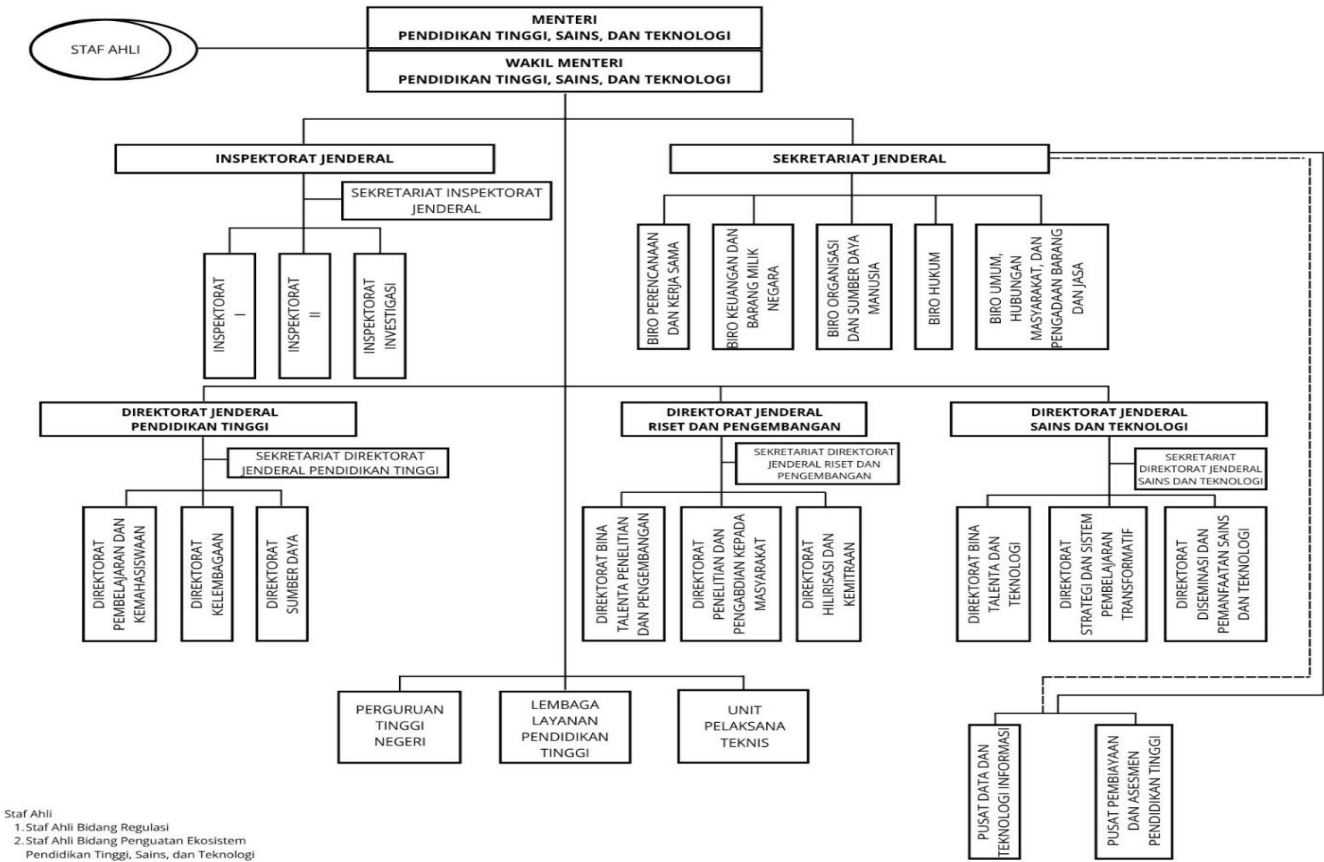 STAF AHLI
MENTERI
PENDIDIKAN TINGGI, SAINS, DAN TEKNOLOGI
WAKIL MENTERI
PENDIDIKAN TINGGI, SAINS, DAN TEKNOLOGI
INSPEKTORAT JENDERAL
SEKRETARIAT JENDERAL
SEKRETARIAT INSPEKTORAT
JENDERAL
INSPEKTORAT
I
INSPEKTORAT
II
INSPEKTORAT
INVESTIGASI
BIRO PERENCANAAN
DAN KERJA SAMA
BIRO KEUANGAN DAN
BARANG MILIK
NEGARA
BIRO ORGANISASI
DAN SUMBER DAYA
MANUSIA
BIRO HUKUM
BIRO UMUM,
HUBUNGAN
MASYARAKAT, DAN
PENGADAAN BARANG
DAN JASA
DIREKTORAT JENDERAL
PENDIDIKAN TINGGI
DIREKTORAT JENDERAL
RISET DAN PENGEMBANGAN
DIREKTORAT JENDERAL
SAINS DAN TEKNOLOGI
SEKRETARIAT DIREKTORAT
JENDERAL PENDIDIKAN TINGGI
SEKRETARIAT DIREKTORAT
JENDERAL RISET DAN
PENGEMBANGAN
SEKRETARIAT
DIREKTORAT JENDERAL
SAINS DAN TEKNOLOGI
DIREKTORAT
PEMBELAJARAN DAN
KEMAHASISWAAN
DIREKTORAT
KELEMBAGAAN
DIREKTORAT
SUMBER DAYA
DIREKTORAT BINA
TALENTA PENELITIAN
DAN PENGEMBANGAN
DIREKTORAT
PENELITIAN DAN
PENGABDIAN KEPADA
MASYARAKAT
DIREKTORAT
HILIRISASI DAN
KEMITRAAN
DIREKTORAT BINA
TALENTA DAN
TEKNOLOGI
DIREKTORAT
STRATEGI DAN SISTEM
PEMBELAJARAN
TRANSFORMATIF
DIREKTORAT
DISEMINASI DAN
PEMANFAATAN SAINS
DAN TEKNOLOGI
PERGURUAN
TINGGI
NEGERI
LEMBAGA
LAYANAN
PENDIDIKAN
TINGGI
UNIT
PELAKSANA
TEKNIS
PUSAT DATA DAN
TEKNOLOGI INFORMASI
PUSAT PEMBIAYAAN
DAN ASESMEN
PENDIDIKAN TINGGI
Staf Ahli
1. Staf Ahli Bidang Regulasi
2. Staf Ahli Bidang Penguatan Ekosistem
Pendidikan Tinggi, Sains, dan Teknologi